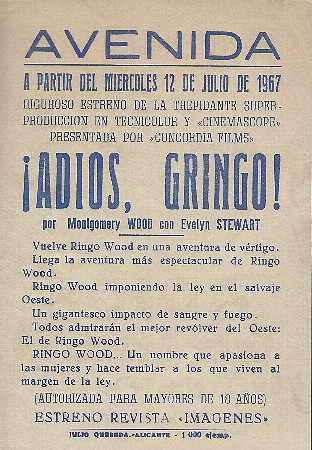 AVENIDA
A PARTIR DEL MIERCOLES 12 DE JULIO DE 1967
RIGUROSO ESTRENO DE LA TREPIDANTE SUPER-
PRODUCCION EN TECNICOLOR Y «CINEMASCOPE»
PRESENTADA POR «CONCORDIA FILMS»
¡ADIOS, GRINGO!
por Montgomery WOOD con Evelyn STEWART
Vuelve Ringo Wood en una aventura de vértigo.
Llega la aventura más espectacular de Ringo
Wood.
Ringo Wood imponiendo la ley en el salvaje
Oeste.
Un gigantesco impacto de sangre y fuego.
Todos admirarán el mejor revólver del Oeste:
El de Ringo Wood.
RINGO WOOD... Un nombre que apasiona a
las mujeres y hace temblar a los que viven al
margen de la ley.
(AUTORIZADA PARA MAYORES DE 18 AÑOS)
ESTRENO REVISTA «IMAGENES»
JULIO QUEREDA-ALICANTE - 1 000 ejemp.